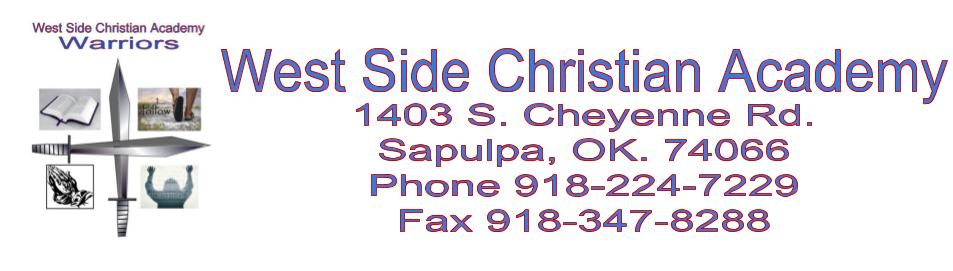 West Side Christian Academy
Warriors
follow
West Side Christian Academy
1403 S. Cheyenne Rd.
Sapulpa, OK. 74066
Phone 918-224-7229
Fax 918-347-8288